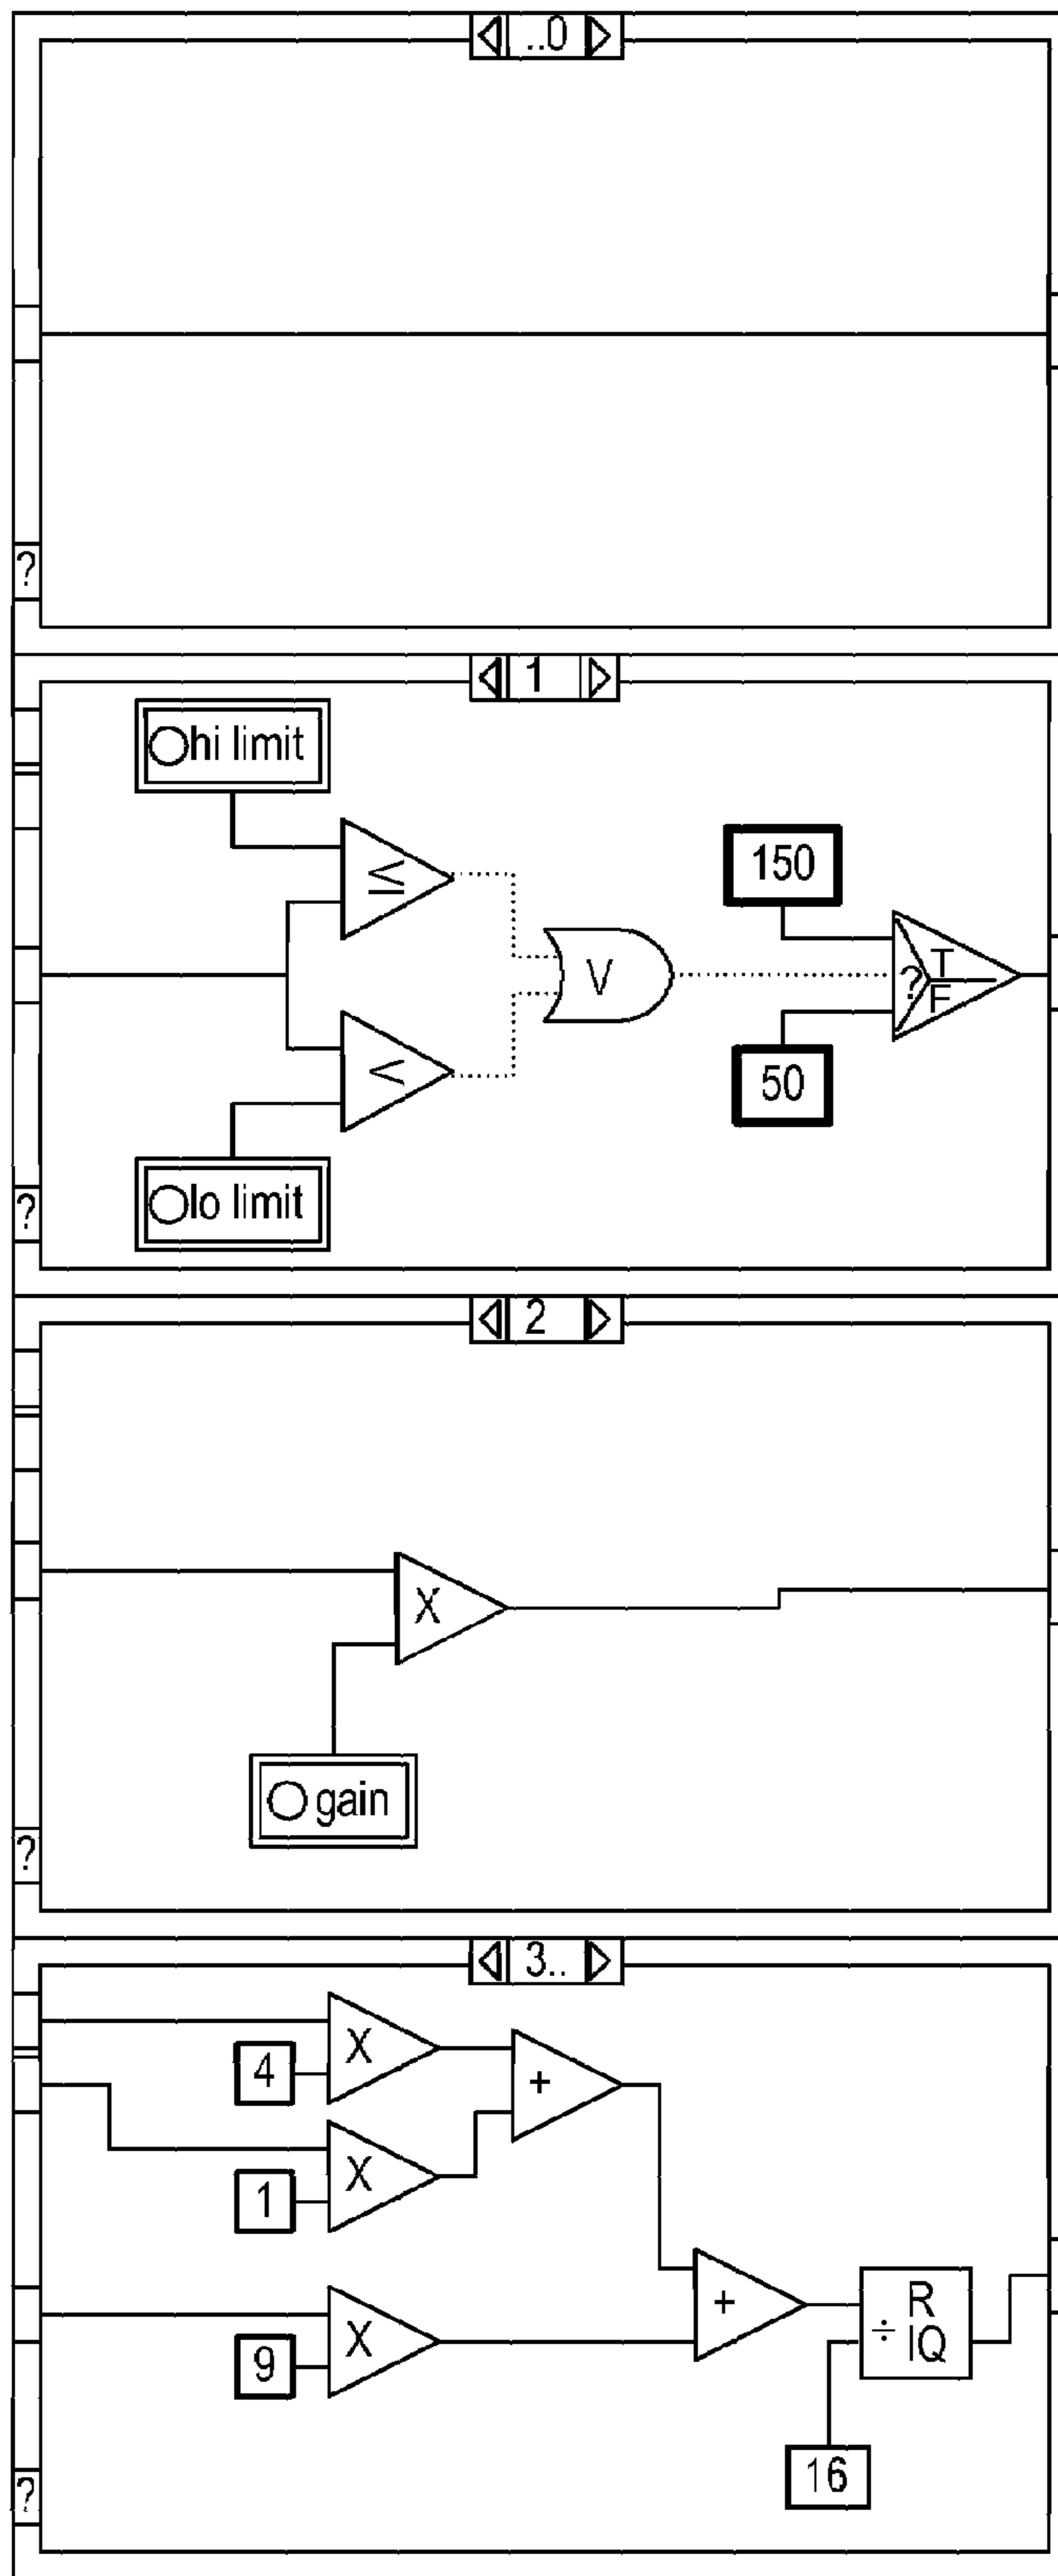 ..0
?
1
hi limit
≤
150
V
? T
F
<
50
lo limit
?
2
X
gain
?
3..
X
4
+
X
1
+
R
÷ IQ
X
9
16
?